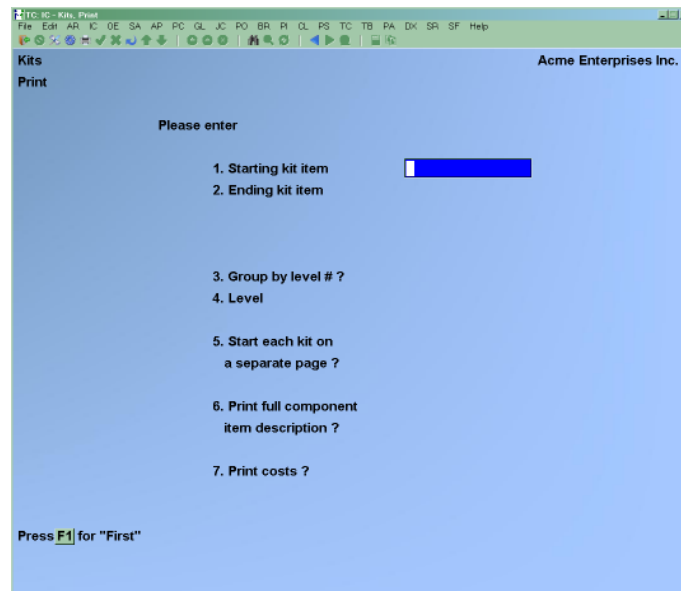 TC: IC - Kits, Print
File Edit AR IC OE SA AP PC GL JC PO BR PI CL PS TC TB PA DX SR SF Help
Kits Acme Enterprises Inc.
Print
Please enter
1. Starting kit item
2. Ending kit item
3. Group by level # ?
4. Level
5. Start each kit on
a separate page ?
6. Print full component
item description ?
7. Print costs ?
Press F1 for "First"